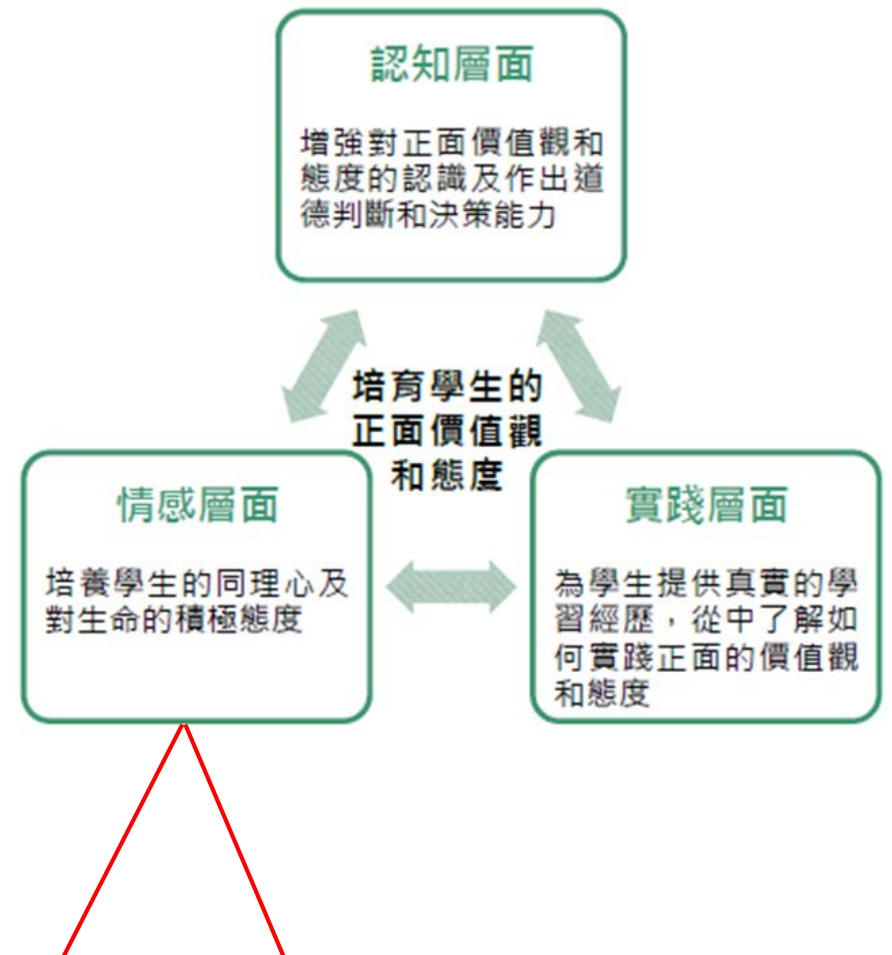 認知層面
增強對正面價值觀和
態度的認識及作出道
德判斷和決策能力
培育學生的
正面價值觀
和態度
情感層面
培養學生的同理心及
對生命的積極態度
實踐層面
為學生提供真實的學
習經歷，從中了解如
何實踐正面的價值觀
和態度